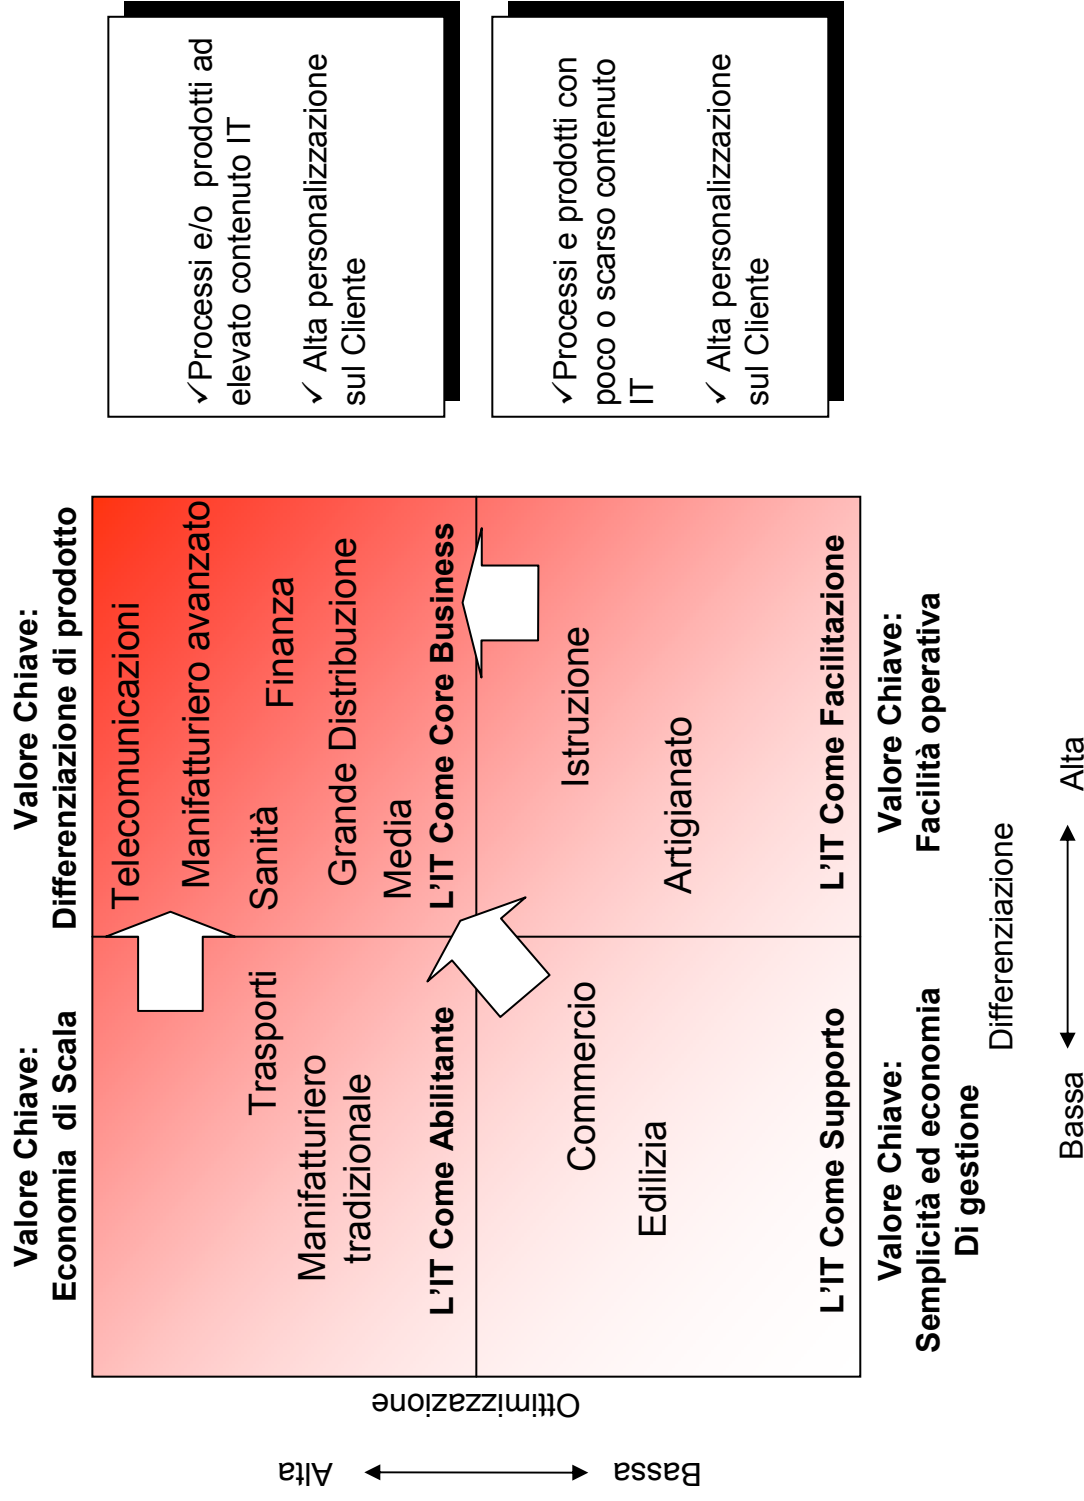 Valore Chiave:
Economia di Scala
Valore Chiave:
Differenziazione di prodotto
Trasporti
Manifatturiero
tradizionale
L'IT Come Abilitante
Telecomunicazioni
Manifatturiero avanzato
Sanità
Finanza
Grande Distribuzione
Media
L'IT Come Core Business
✓Processi e/o prodotti ad
elevato contenuto IT
✓ Alta personalizzazione
sul Cliente
Commercio
Edilizia
L'IT Come Supporto
Istruzione
Artigianato
L'IT Come Facilitazione
✓Processi e prodotti con
poco o scarso contenuto
IT
✓ Alta personalizzazione
sul Cliente
Valore Chiave:
Semplicità ed economia
Di gestione
Valore Chiave:
Facilità operativa
Alta
Ottimizzazione
Bassa
Differenziazione
Bassa
Alta